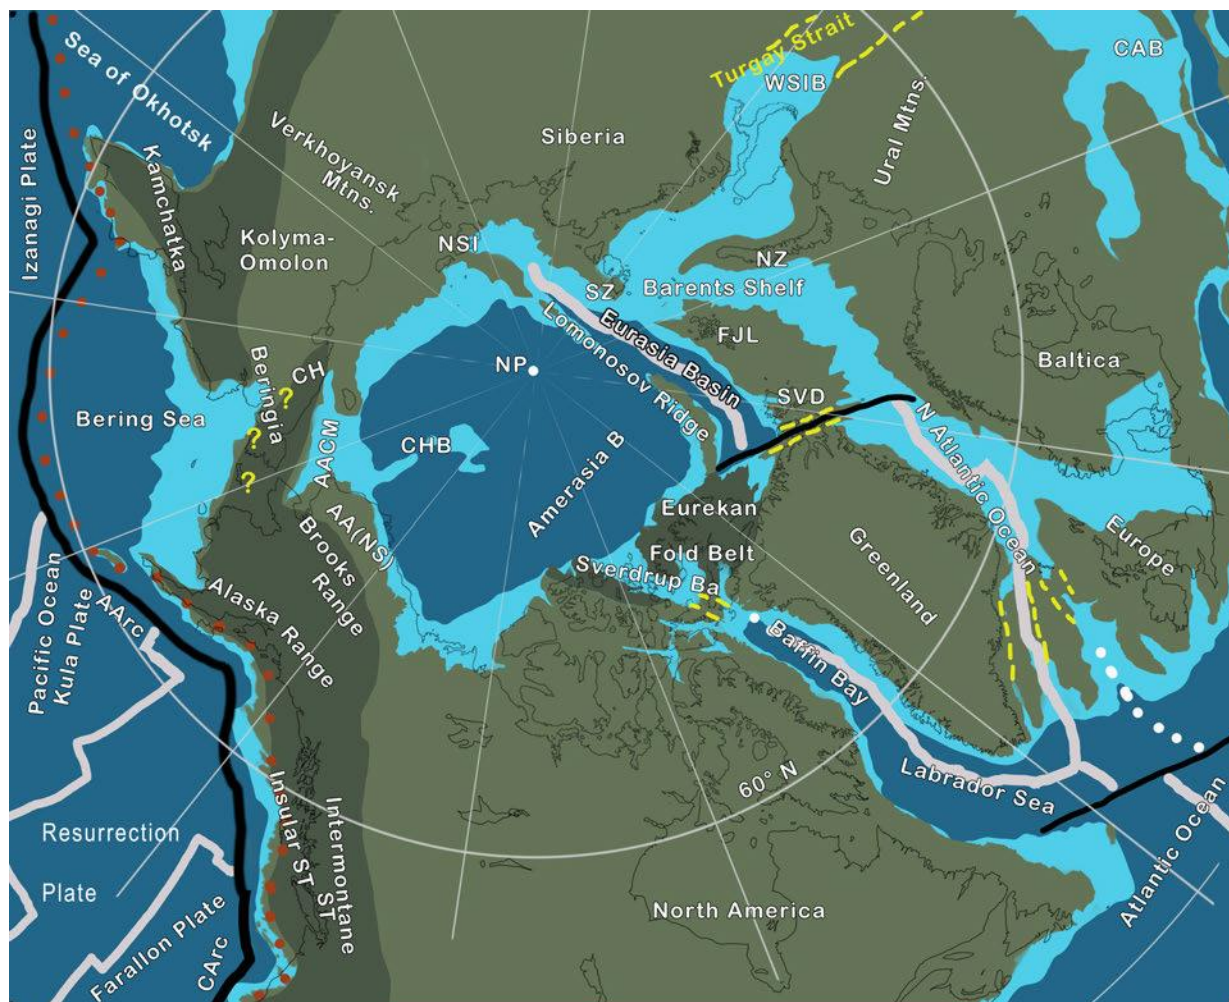 Sea of Okhotsk
Turgay Strait
CAB
WSIB
Ural Mtns.
Siberia
Verkhoyansk
Mtns.
Izanagi Plate
Kamchatka
Kolyma-
Omolon
NSI
NZ
SZ
Barents Shelf
FJL
Baltica
Lomonosov Ridge
Eurasia Basin
NP
CH
Beringia
?
?
?
SVD
N Atlantic Ocean
Bering Sea
AACM
CHB
Amerasia B
AA(NS)
Brooks
Range
Eurekan
Fold Belt
Sverdrup Ba
Greenland
Europe
Alaska Range
AArc
Pacific Ocean
Kula Plate
Baffin Bay
60° N
Labrador Sea
Atlantic Ocean
Insular ST
Intermontane
ST
Resurrection
Plate
Farallon Plate
CArc
North America